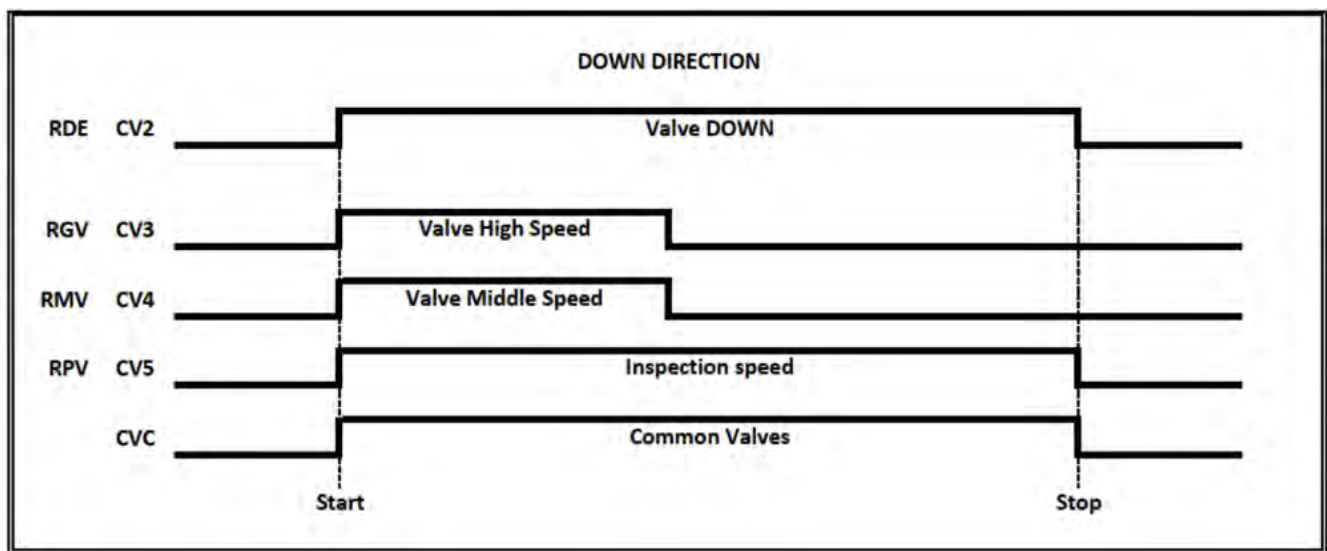 DOWN DIRECTION
RDE CV2 Valve DOWN
RGV CV3 Valve High Speed
RMV CV4 Valve Middle Speed
RPV CV5 Inspection speed
CVC Common Valves
Start Stop